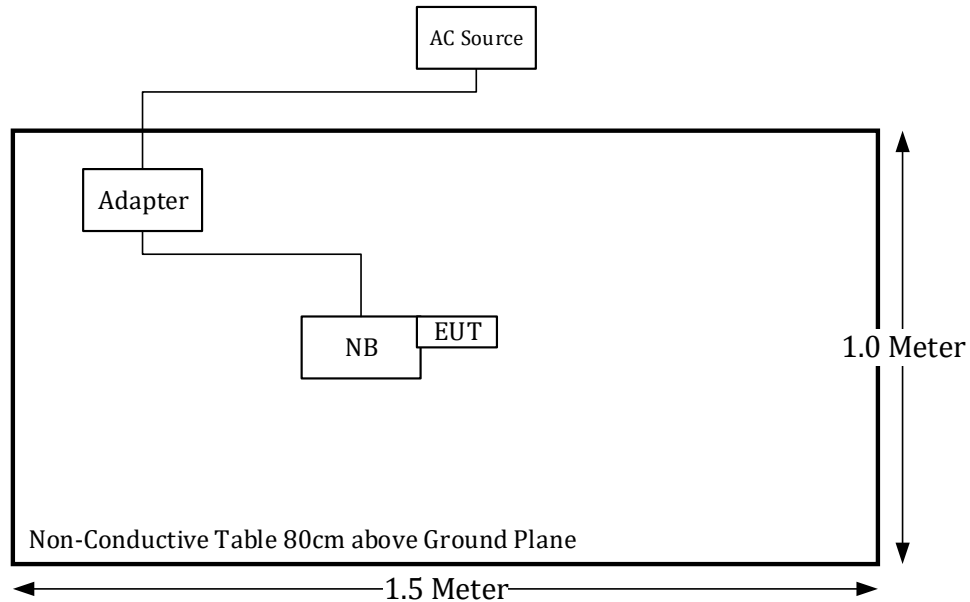 AC Source
Adapter
EUT
NB
1.0 Meter
Non-Conductive Table 80cm above Ground Plane
1.5 Meter